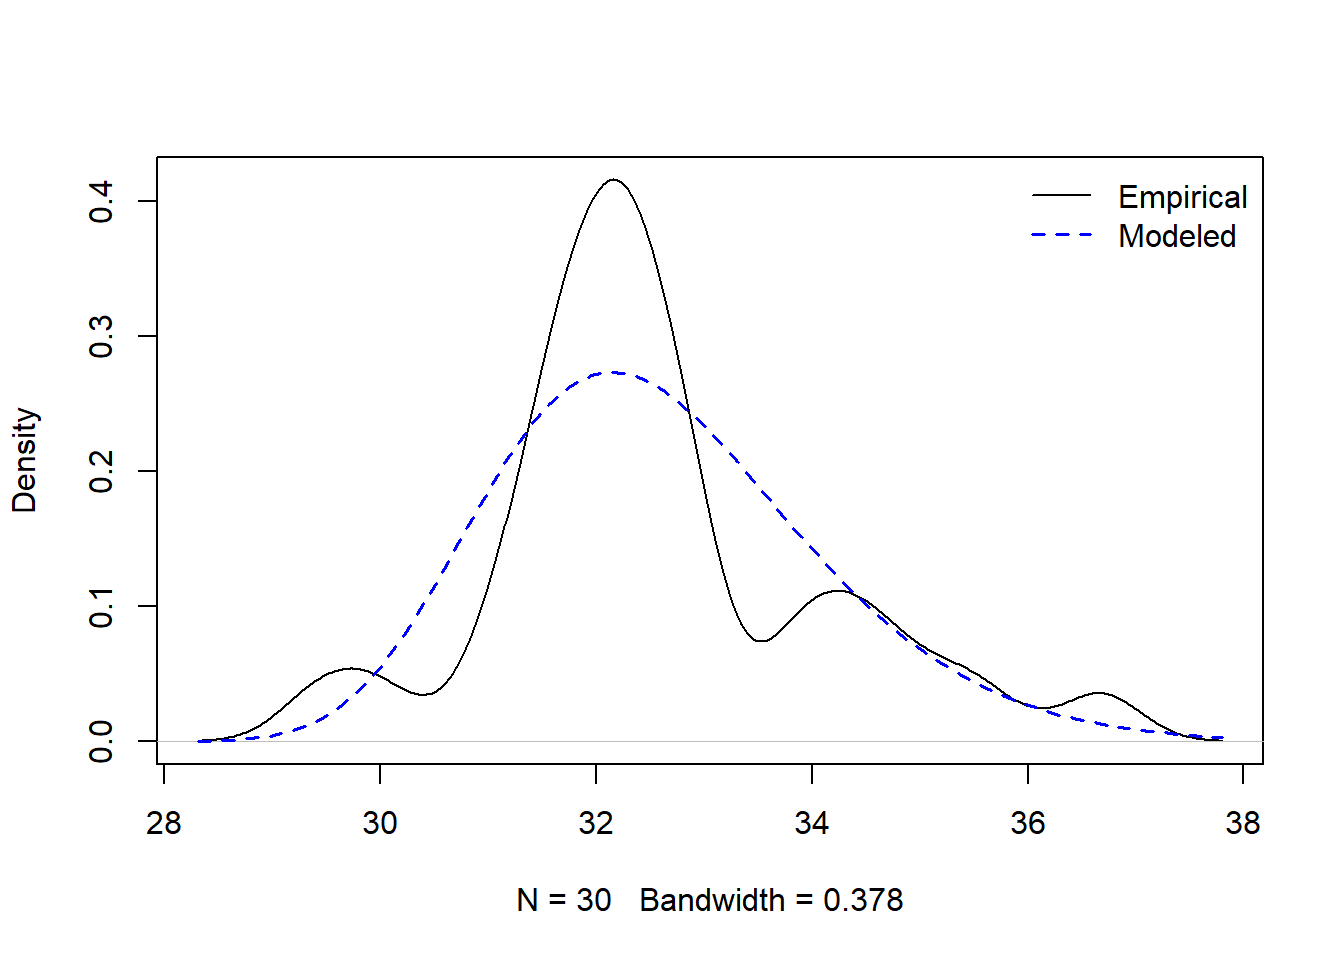 Empirical
Modeled
Density
0.4
0.3
0.2
0.1
0.0
28 30 32 34 36 38
N = 30 Bandwidth = 0.378